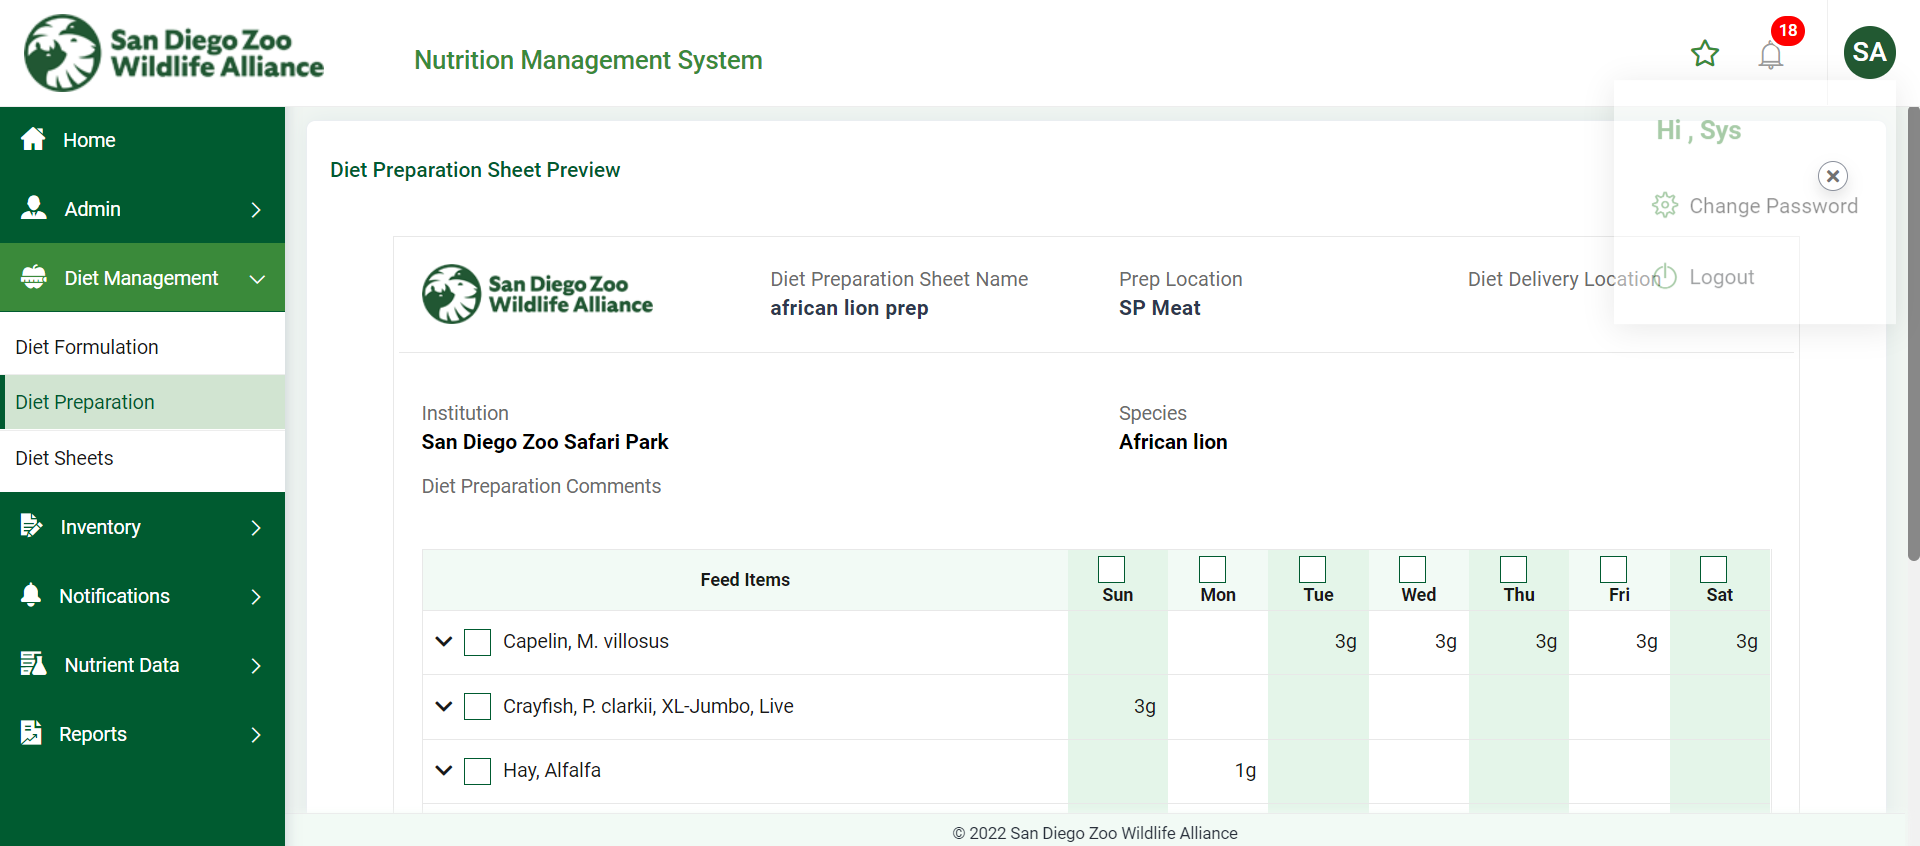 San Diego Zoo
Wildlife Alliance
Nutrition Management System
18
SA
Home
Admin
Diet Management
Diet Formulation
Diet Preparation
Diet Sheets
Inventory
Notifications
Nutrient Data
Reports
Hi , Sys
Change Password
Logout
Diet Preparation Sheet Preview
San Diego Zoo
Wildlife Alliance
Diet Preparation Sheet Name
african lion prep
Prep Location
SP Meat
Diet Delivery Location
Institution
San Diego Zoo Safari Park
Species
African lion
Diet Preparation Comments
Feed Items Sun Mon Tue Wed Thu Fri Sat
Capelin, M. villosus 3g 3g 3g 3g 3g
Crayfish, P. clarkii, XL-Jumbo, Live 3g
Hay, Alfalfa 1g
© 2022 San Diego Zoo Wildlife Alliance